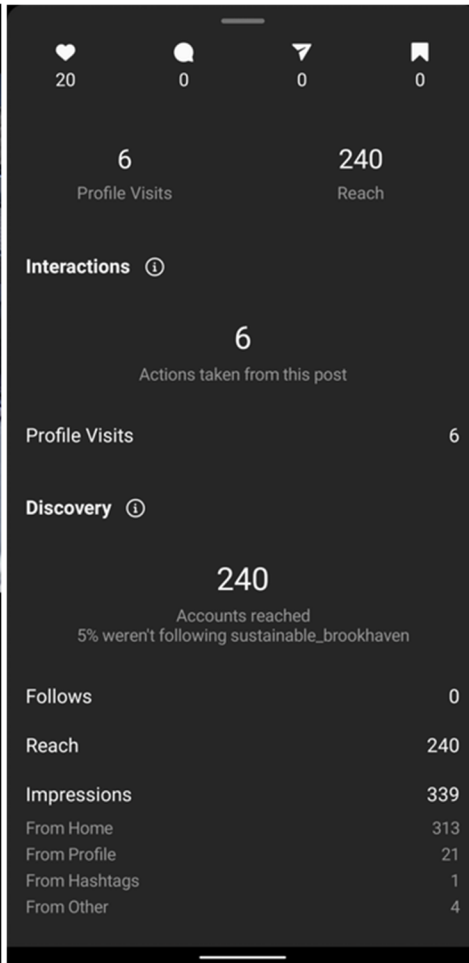 20 0 0 0
6 240
Profile Visits Reach
Interactions
6
Actions taken from this post
Profile Visits 6
Discovery
240
Accounts reached
5% weren't following sustainable_brookhaven
Follows 0
Reach 240
Impressions 339
From Home 313
From Profile 21
From Hashtags 1
From Other 4